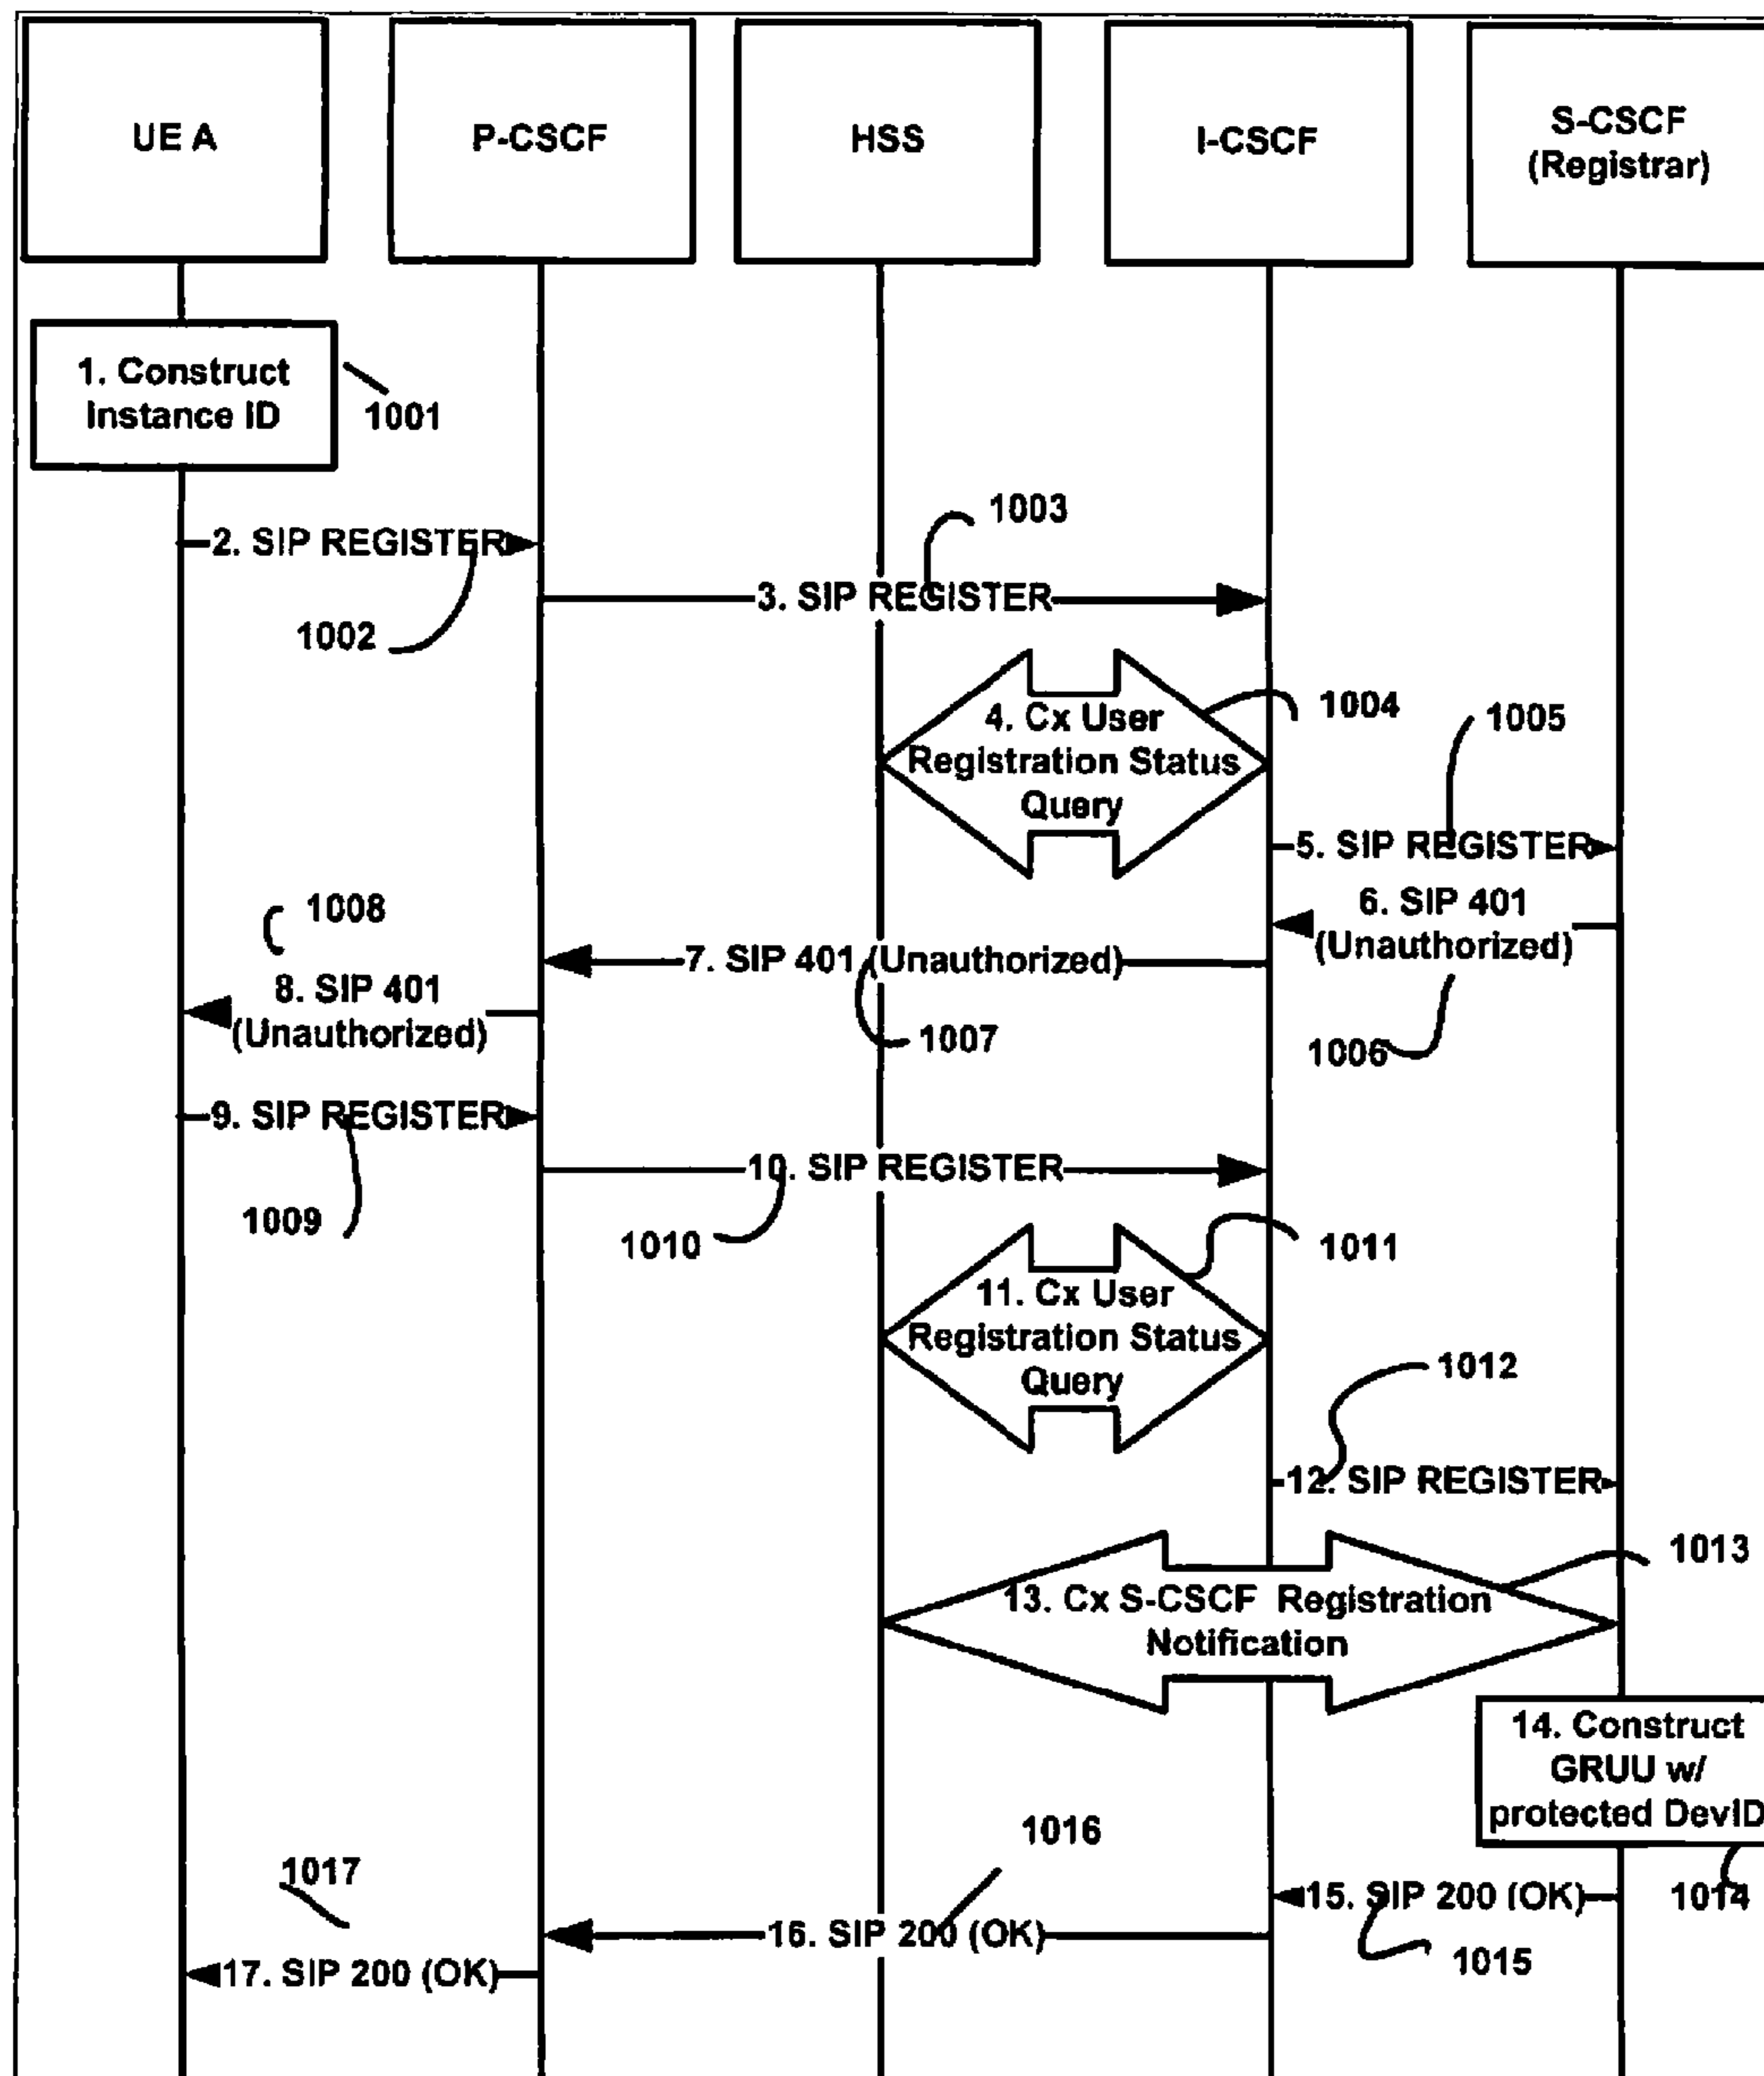 UE A
P-CSCF
HSS
I-CSCF
S-CSCF
(Registrar)
1. Construct
Instance ID
1001
2. SIP REGISTER
1002
1003
3. SIP REGISTER
4. Cx User
Registration Status
Query
1004
1005
5. SIP REGISTER
6. SIP 401
(Unauthorized)
1006
7. SIP 401 (Unauthorized)
1007
1008
8. SIP 401
(Unauthorized)
9. SIP REGISTER
1009
10. SIP REGISTER
1010
11. Cx User
Registration Status
Query
1011
1012
12. SIP REGISTER
13. Cx S-CSCF Registration
Notification
1013
14. Construct
GRUU w/
protected DevID
1014
15. SIP 200 (OK)
1015
1016
16. SIP 200 (OK)
1017
17. SIP 200 (OK)